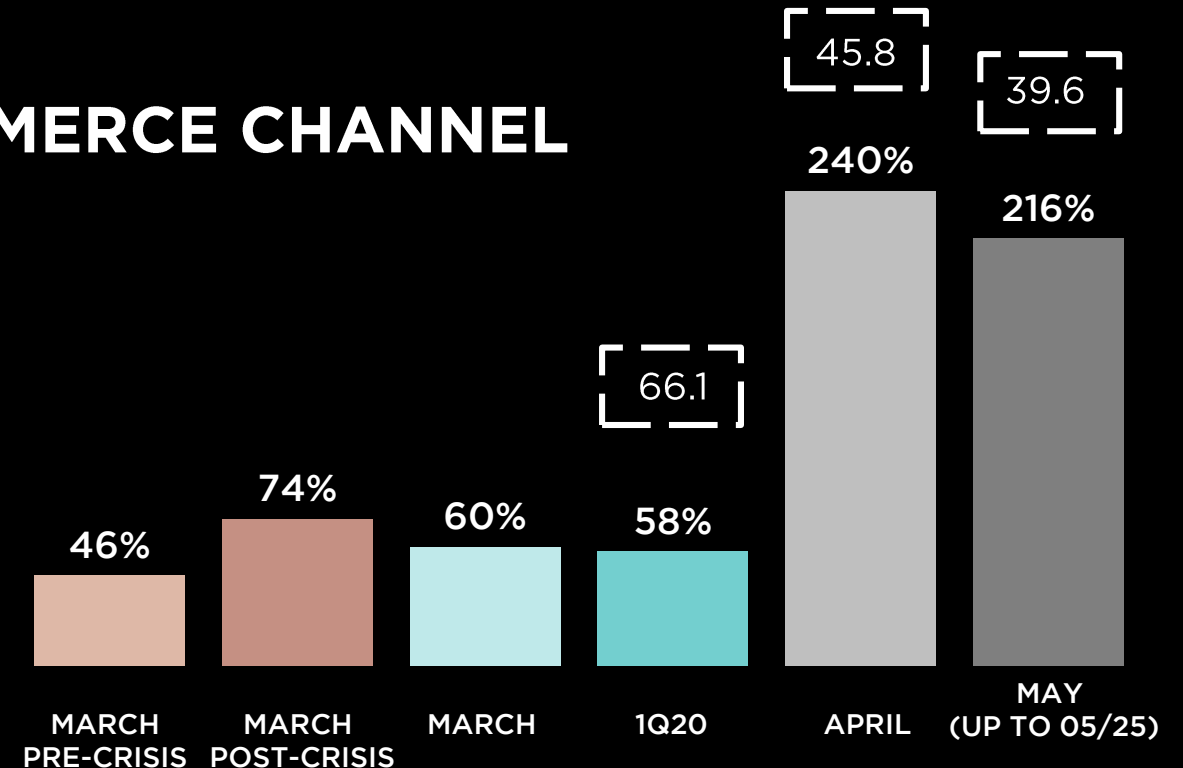 MERCE CHANNEL
45.8
39.6
240%
216%
66.1
74%
46%
60%
58%
MARCH
PRE-CRISIS
MARCH
POST-CRISIS
MARCH
1Q20
APRIL
MAY
(UP TO 05/25)